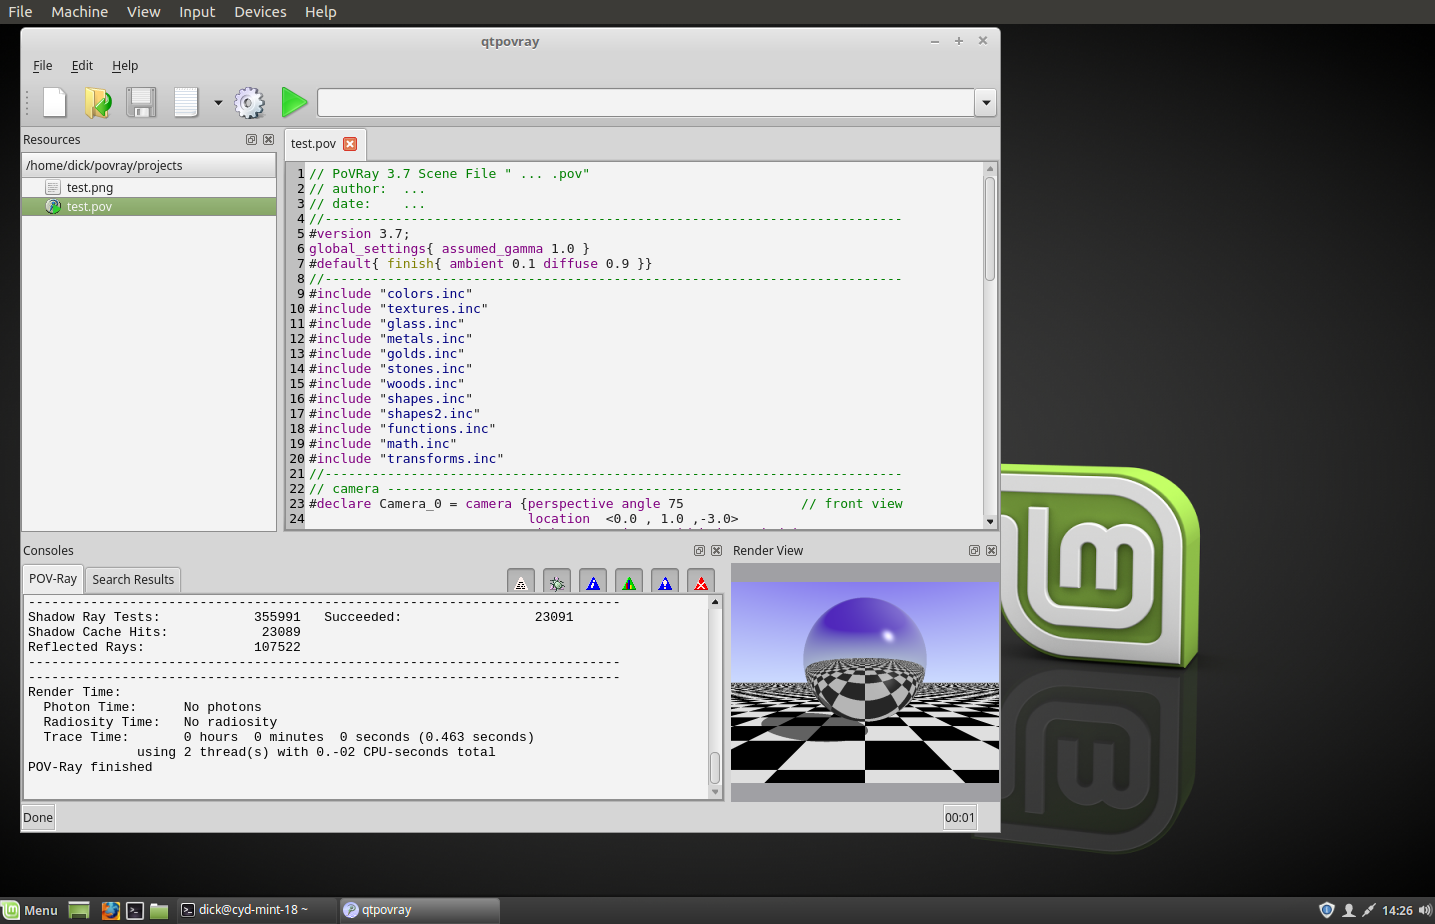 File Machine View Input Devices Help
qtpovray
File Edit Help
Resources
/home/dick/povray/projects
test.png
test.pov
test.pov
1 // PoVRay 3.7 Scene File " ... .pov"
2 // author:  ...
3 // date:    ...
4 //--------------------------------------------------------------------------
5 #version 3.7;
6 global_settings{ assumed_gamma 1.0 }
7 #default{ finish{ ambient 0.1 diffuse 0.9 }}
8 //--------------------------------------------------------------------------
9 #include "colors.inc"
10 #include "textures.inc"
11 #include "glass.inc"
12 #include "metals.inc"
13 #include "golds.inc"
14 #include "stones.inc"
15 #include "woods.inc"
16 #include "shapes.inc"
17 #include "shapes2.inc"
18 #include "functions.inc"
19 #include "math.inc"
20 #include "transforms.inc"
21 //--------------------------------------------------------------------------
22 // camera ------------------------------------------------------------------
23 #declare Camera_0 = camera {perspective angle 75               // front view
24                             location  <0.0 , 1.0 ,-3.0>
Consoles
POV-Ray
Search Results
----------------------------------------------------------------------------
Shadow Ray Tests:            355991   Succeeded:                 23091
Shadow Cache Hits:            23089
Reflected Rays:              107522
----------------------------------------------------------------------------
----------------------------------------------------------------------------
Render Time:
  Photon Time:      No photons
  Radiosity Time:   No radiosity
  Trace Time:       0 hours  0 minutes  0 seconds (0.463 seconds)
              using 2 thread(s) with 0.-02 CPU-seconds total
POV-Ray finished
Render View
Done
00:01
Menu
dick@cyd-mint-18 ~
qtpovray
14:26